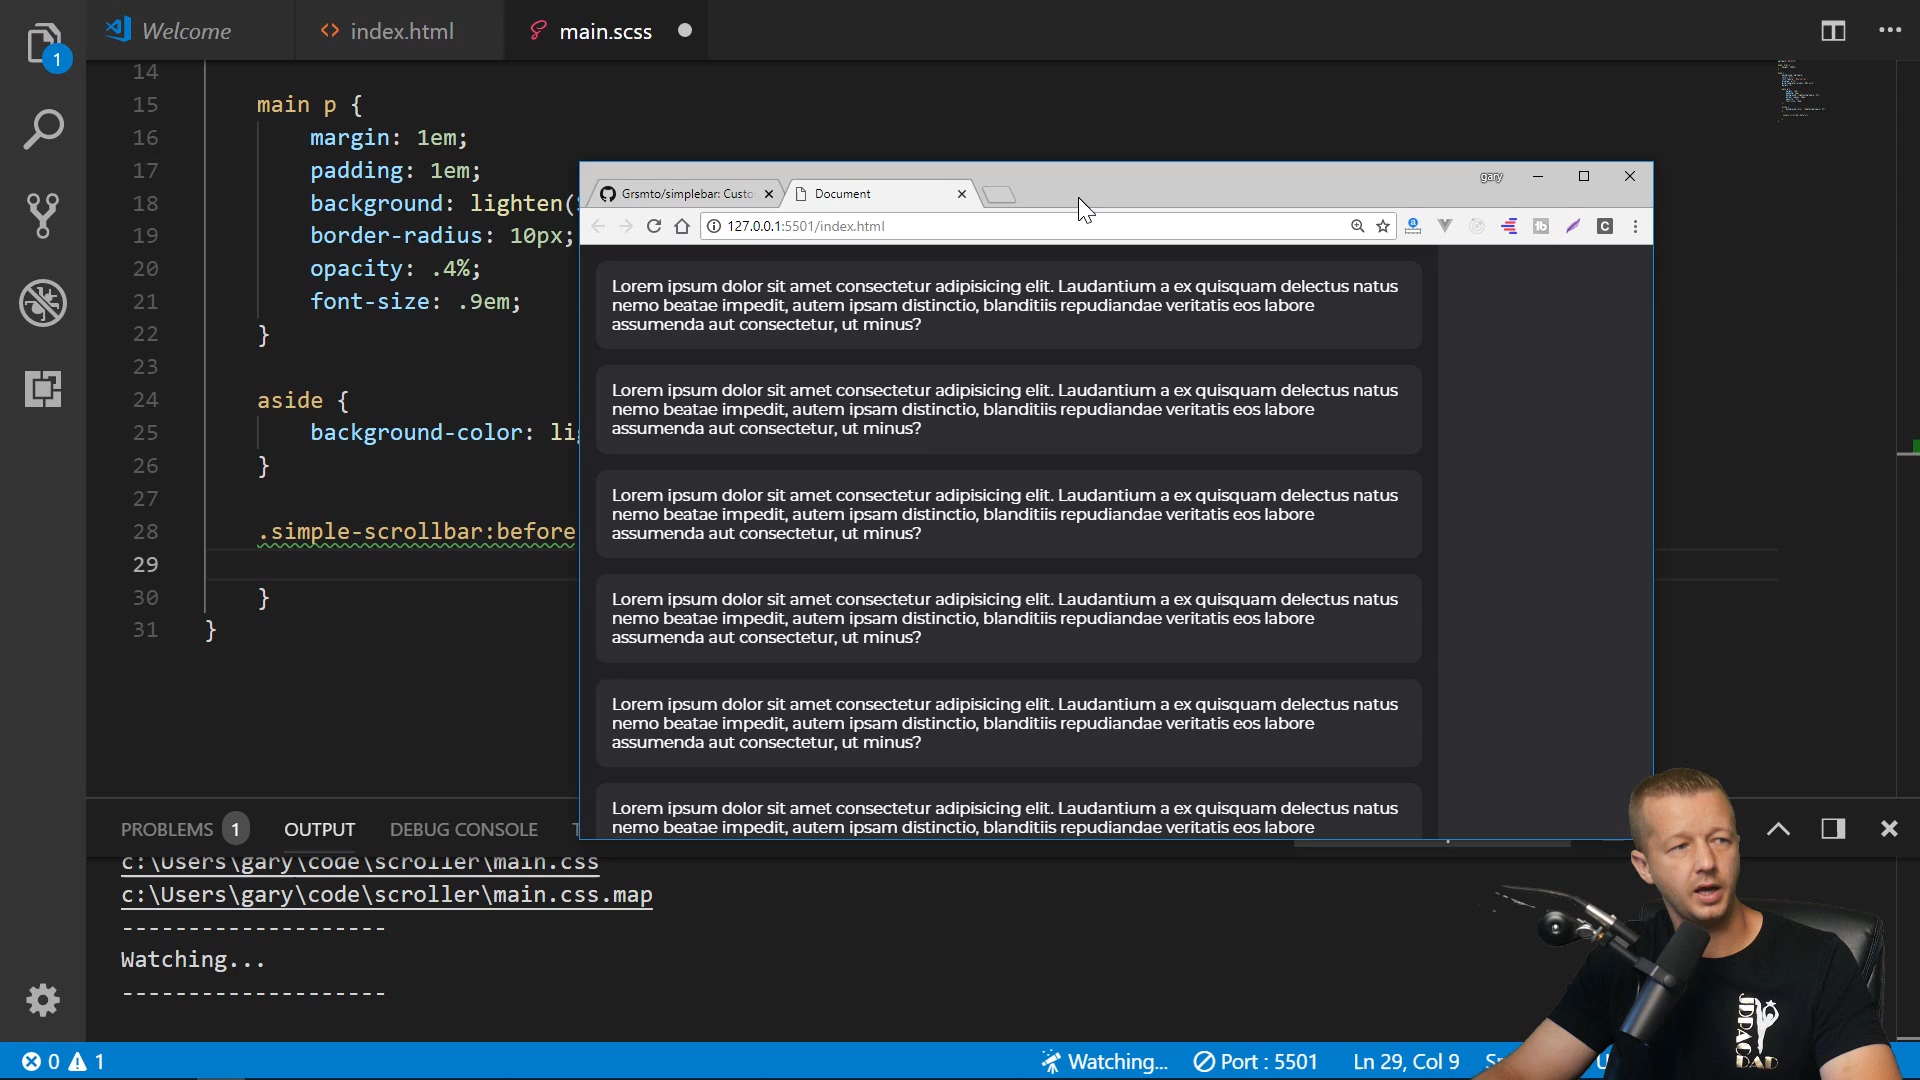 Welcome
index.html
main.scss
1
14
15 main p {
16 margin: 1em;
17 padding: 1em;
18 background: lighten(
19 border-radius: 10px;
20 opacity: .4%;
21 font-size: .9em;
22 }
23
24 aside {
25 background-color: li
26 }
27
28 .simple-scrollbar:before
29
30 }
31 }
gary
Grsmto/simplebar: Custo
Document
127.0.0.1:5501/index.html
Lorem ipsum dolor sit amet consectetur adipisicing elit. Laudantium a ex quisquam delectus natus
nemo beatae impedit, autem ipsam distinctio, blanditiis repudiandae veritatis eos labore
assumenda aut consectetur, ut minus?
Lorem ipsum dolor sit amet consectetur adipisicing elit. Laudantium a ex quisquam delectus natus
nemo beatae impedit, autem ipsam distinctio, blanditiis repudiandae veritatis eos labore
assumenda aut consectetur, ut minus?
Lorem ipsum dolor sit amet consectetur adipisicing elit. Laudantium a ex quisquam delectus natus
nemo beatae impedit, autem ipsam distinctio, blanditiis repudiandae veritatis eos labore
assumenda aut consectetur, ut minus?
Lorem ipsum dolor sit amet consectetur adipisicing elit. Laudantium a ex quisquam delectus natus
nemo beatae impedit, autem ipsam distinctio, blanditiis repudiandae veritatis eos labore
assumenda aut consectetur, ut minus?
Lorem ipsum dolor sit amet consectetur adipisicing elit. Laudantium a ex quisquam delectus natus
nemo beatae impedit, autem ipsam distinctio, blanditiis repudiandae veritatis eos labore
assumenda aut consectetur, ut minus?
Lorem ipsum dolor sit amet consectetur adipisicing elit. Laudantium a ex quisquam delectus natus
nemo beatae impedit, autem ipsam distinctio, blanditiis repudiandae veritatis eos labore
PROBLEMS 1 OUTPUT DEBUG CONSOLE T
c:\Users\gary\code\scroller\main.css
c:\Users\gary\code\scroller\main.css.map
--------------------
Watching...
--------------------
0 1 Watching... Port : 5501 Ln 29, Col 9